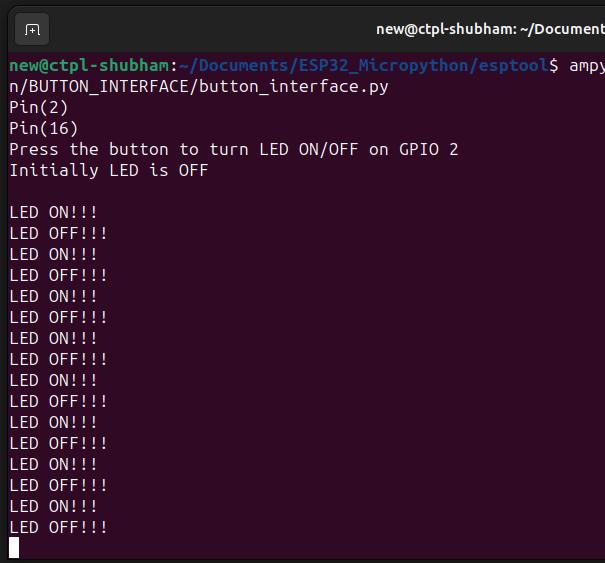 new@ctpl-shubham: ~/Document
new@ctpl-shubham:~/Documents/ESP32_Micropython/esptool$ ampy
n/BUTTON_INTERFACE/button_interface.py
Pin(2)
Pin(16)
Press the button to turn LED ON/OFF on GPIO 2
Initially LED is OFF
LED ON!!!
LED OFF!!!
LED ON!!!
LED OFF!!!
LED ON!!!
LED OFF!!!
LED ON!!!
LED OFF!!!
LED ON!!!
LED OFF!!!
LED ON!!!
LED OFF!!!
LED ON!!!
LED OFF!!!
LED ON!!!
LED OFF!!!